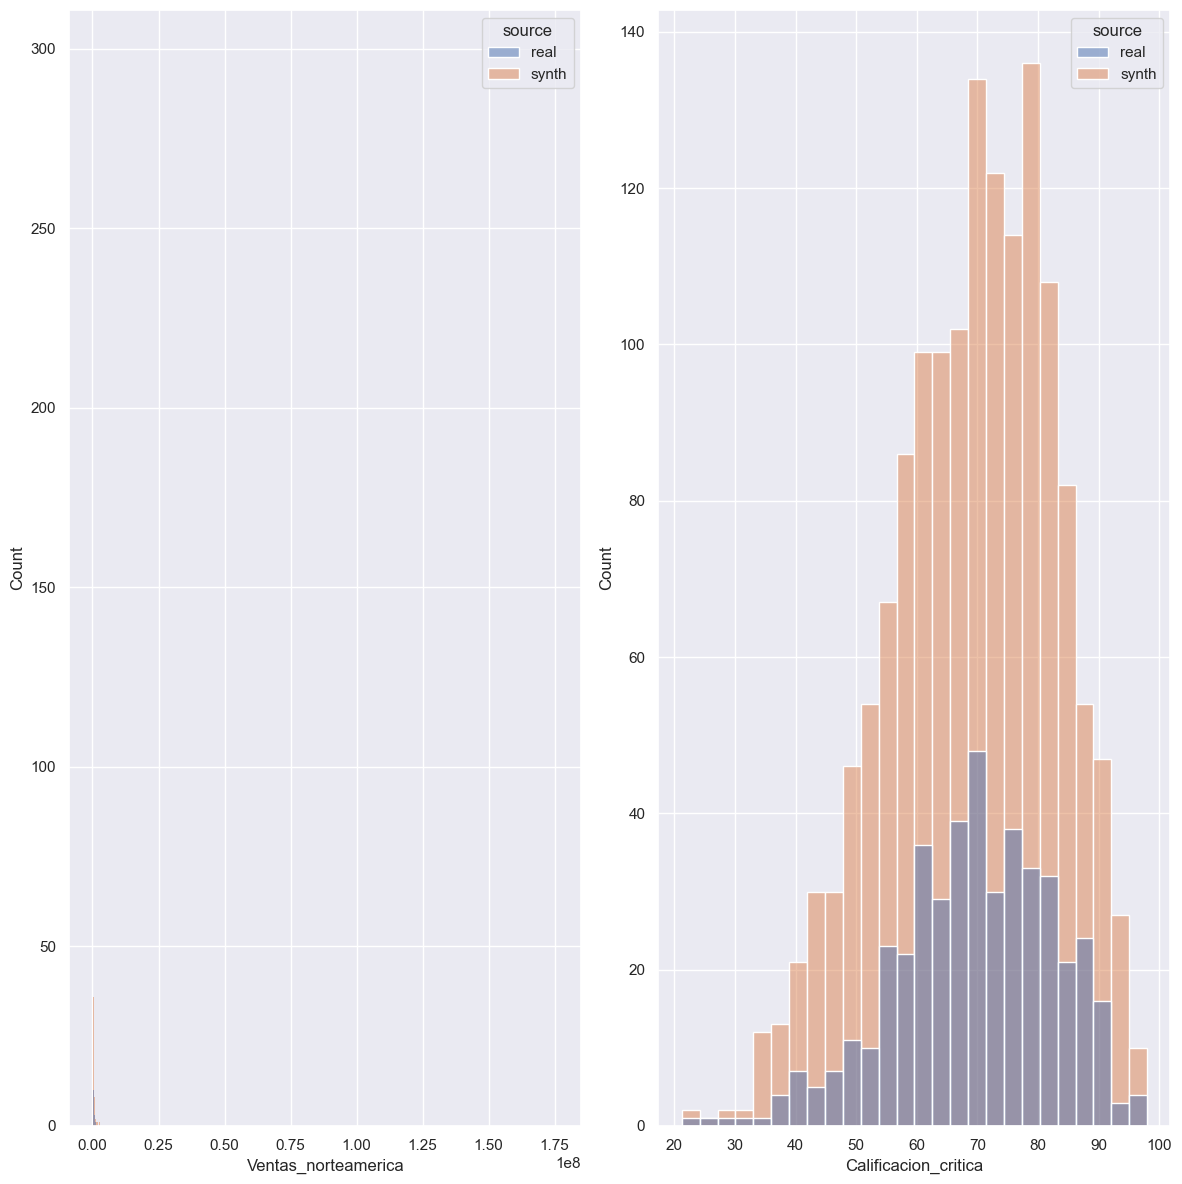 source
real
synth
300
250
200
150
100
50
0
Count
0.00 0.25 0.50 0.75 1.00 1.25 1.50 1.75
1e8
Ventas_norteamerica
source
real
synth
140
120
100
80
60
40
20
0
Count
20 30 40 50 60 70 80 90 100
Calificacion_critica